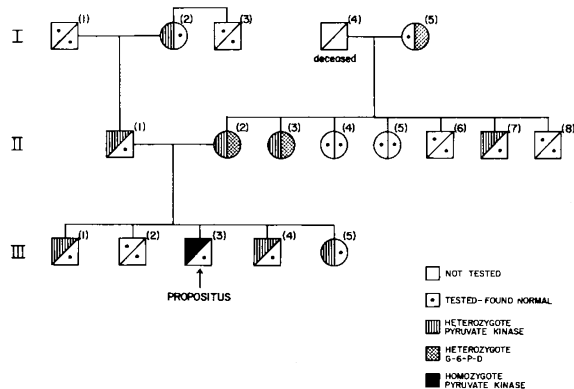 I (1) (2) (3) (4) (5)
deceased
II (1) (2) (3) (4) (5) (6) (7) (8)
III (1) (2) (3) (4) (5)
PROPOSITUS
NOT TESTED
TESTED-FOUND NORMAL
HETEROZYGOTE
PYRUVATE KINASE
HETEROZYGOTE
G-6-P-D
HOMOZYGOTE
PYRUVATE KINASE